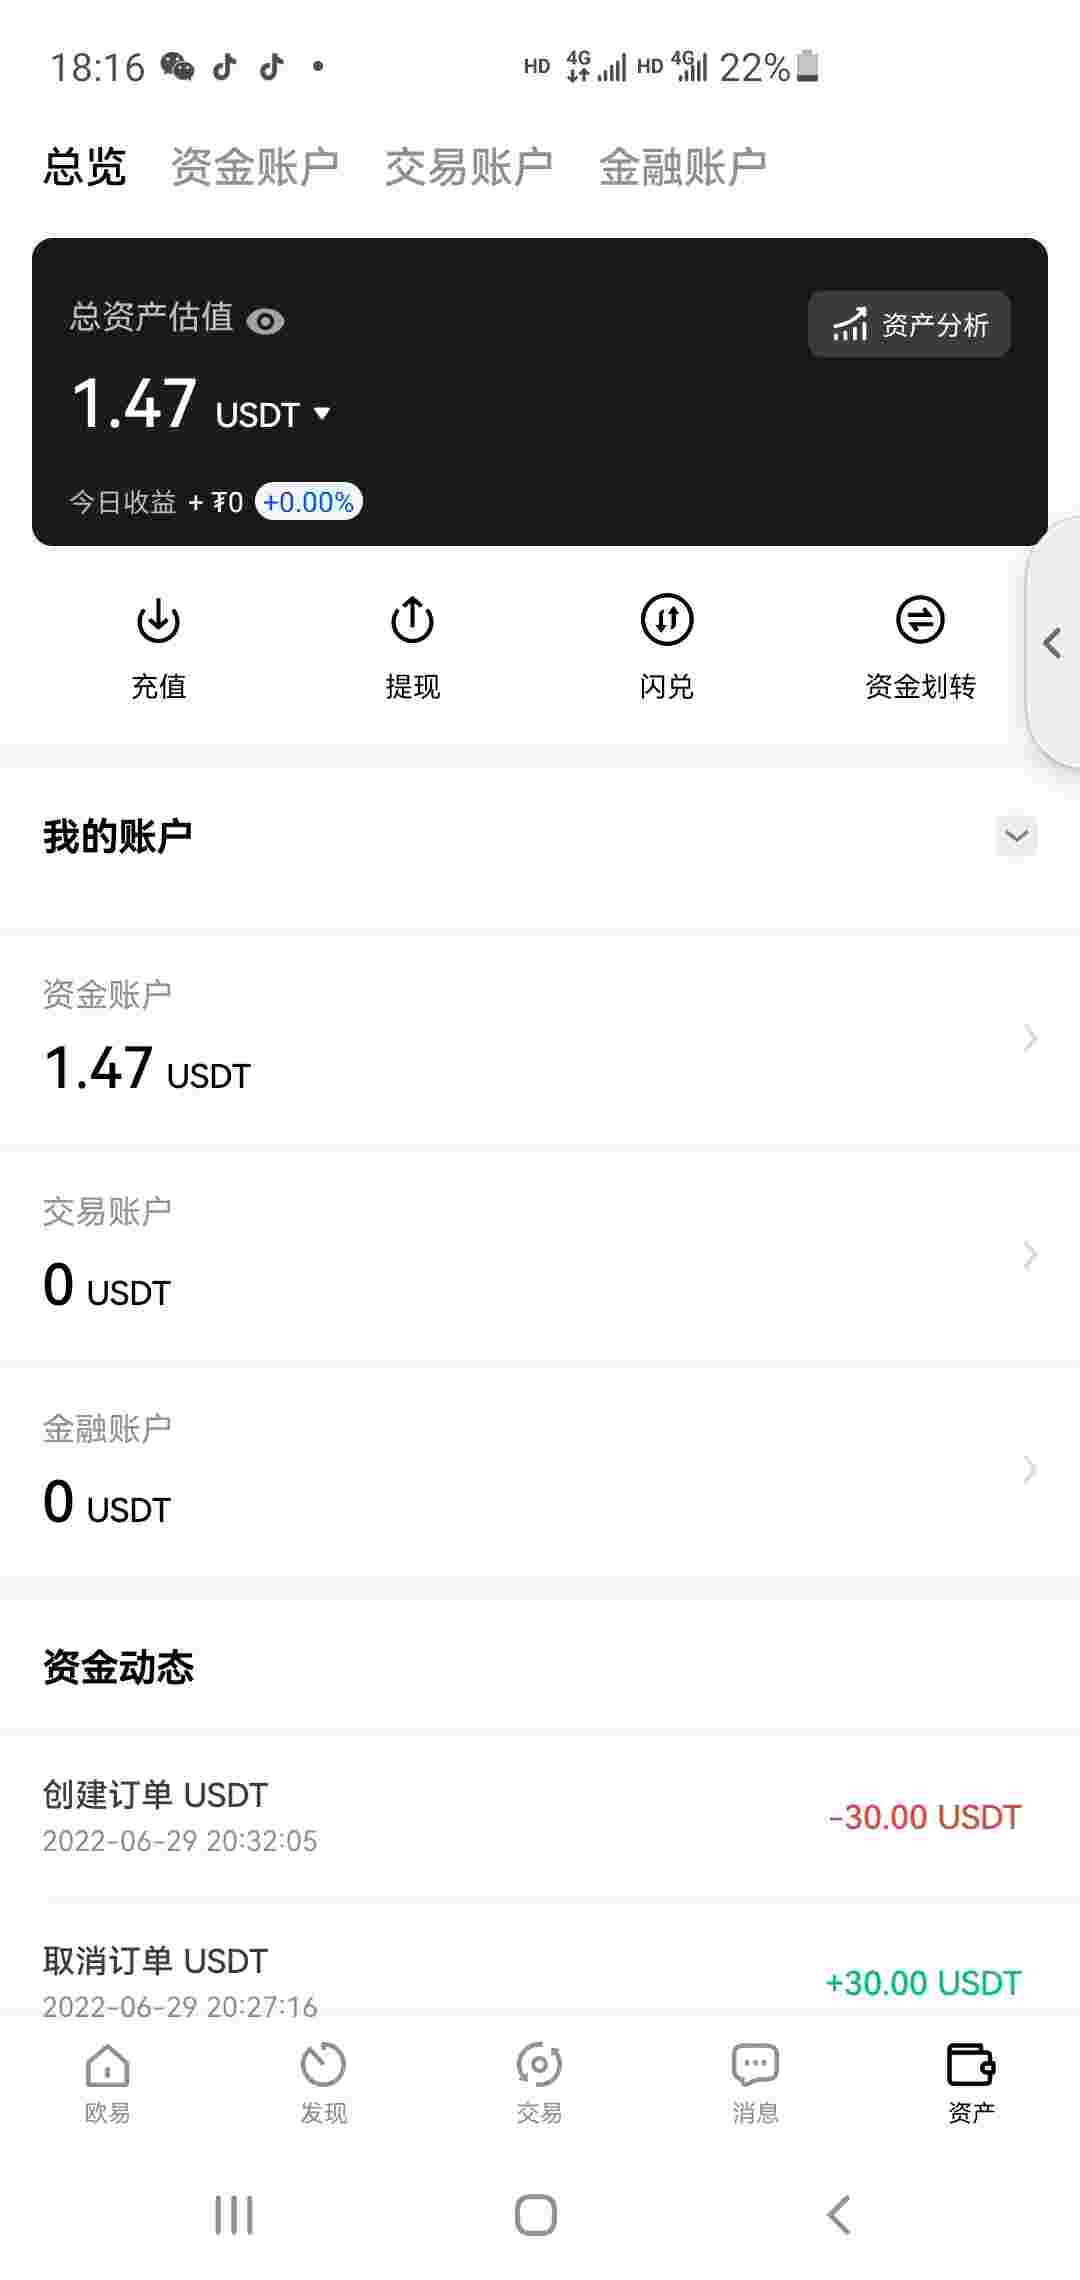 18:16 HD 4G HD 4G 22%
总览 资金账户 交易账户 金融账户
总资产估值 资产分析
1.47 USDT
今日收益 + ₮0 +0.00%
充值 提现 闪兑 资金划转
我的账户
资金账户
1.47 USDT
交易账户
0 USDT
金融账户
0 USDT
资金动态
创建订单 USDT
-30.00 USDT
2022-06-29 20:32:05
取消订单 USDT
+30.00 USDT
2022-06-29 20:27:16
欧易 发现 交易 消息 资产